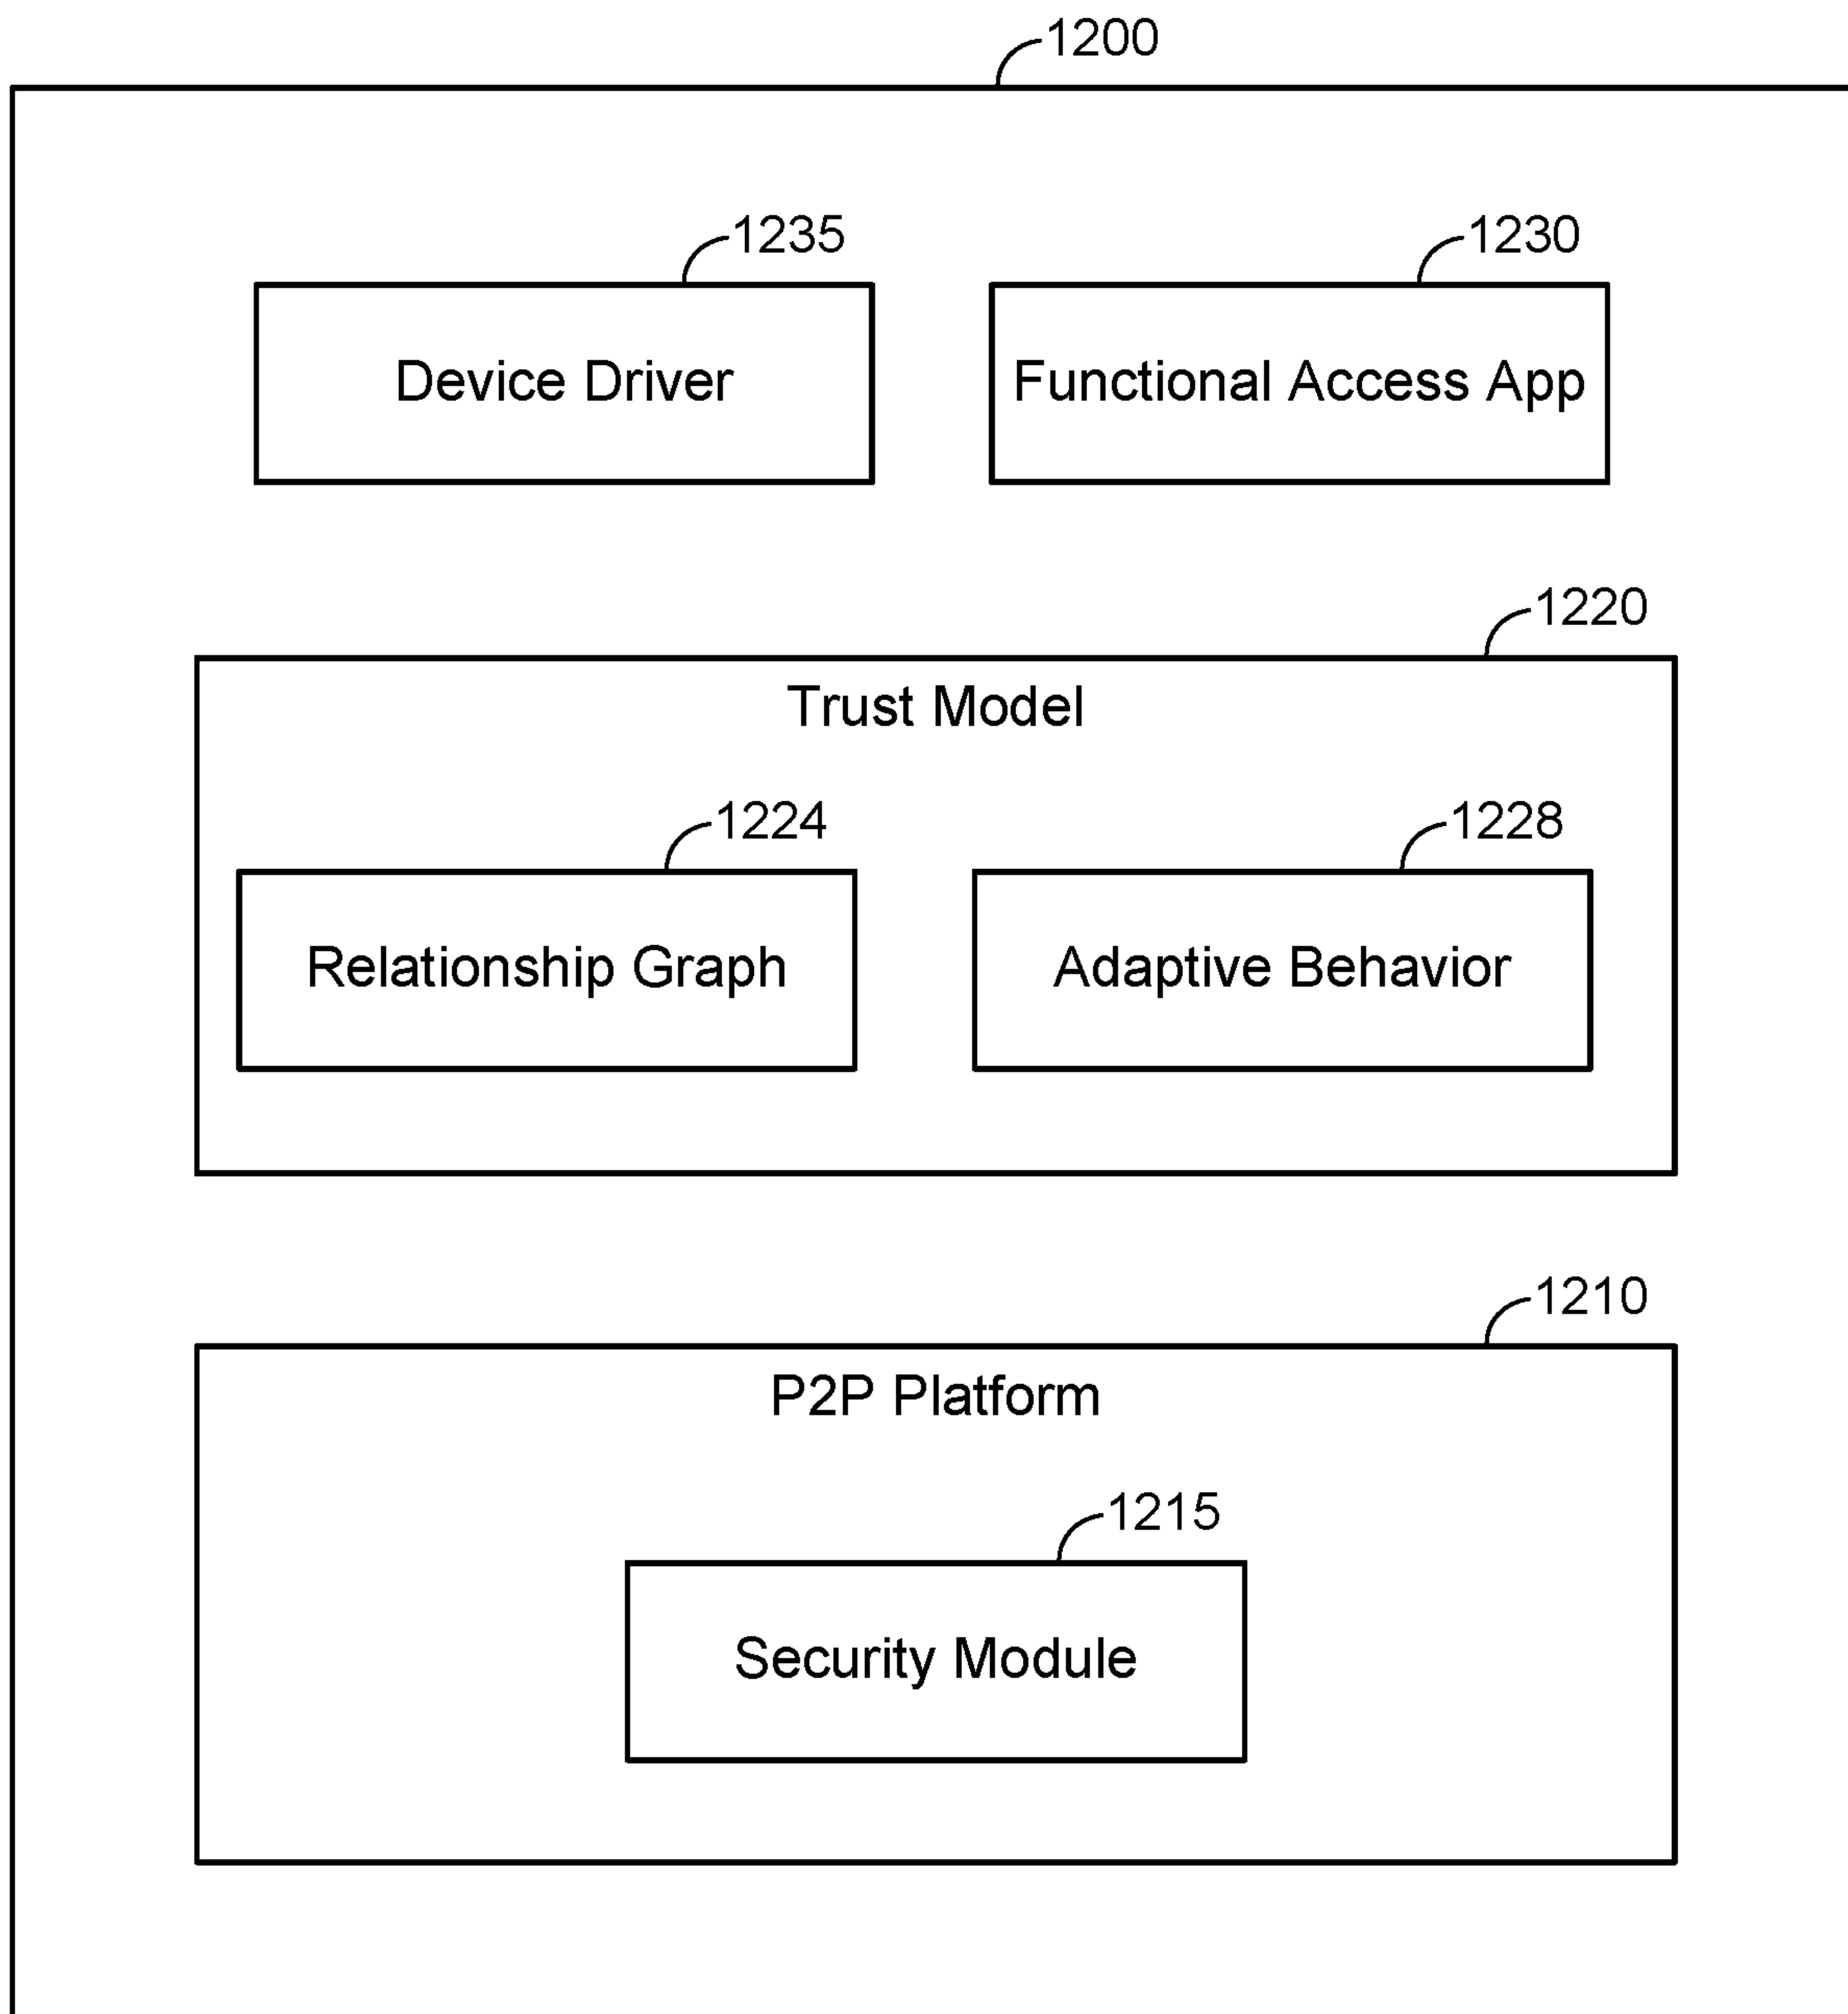 1200
1235
1230
Device Driver
Functional Access App
1220
Trust Model
1224
1228
Relationship Graph
Adaptive Behavior
1210
P2P Platform
1215
Security Module